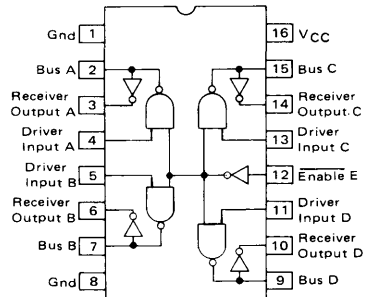 Gnd 1
Bus A 2
Receiver
Output A 3
Driver
Input A 4
Driver
Input B 5
Receiver
Output B 6
Bus B 7
Gnd 8
16 VCC
15 Bus C
14 Receiver
Output C
13 Driver
Input C
12 Enable E
11 Driver
Input D
10 Receiver
Output D
9 Bus D